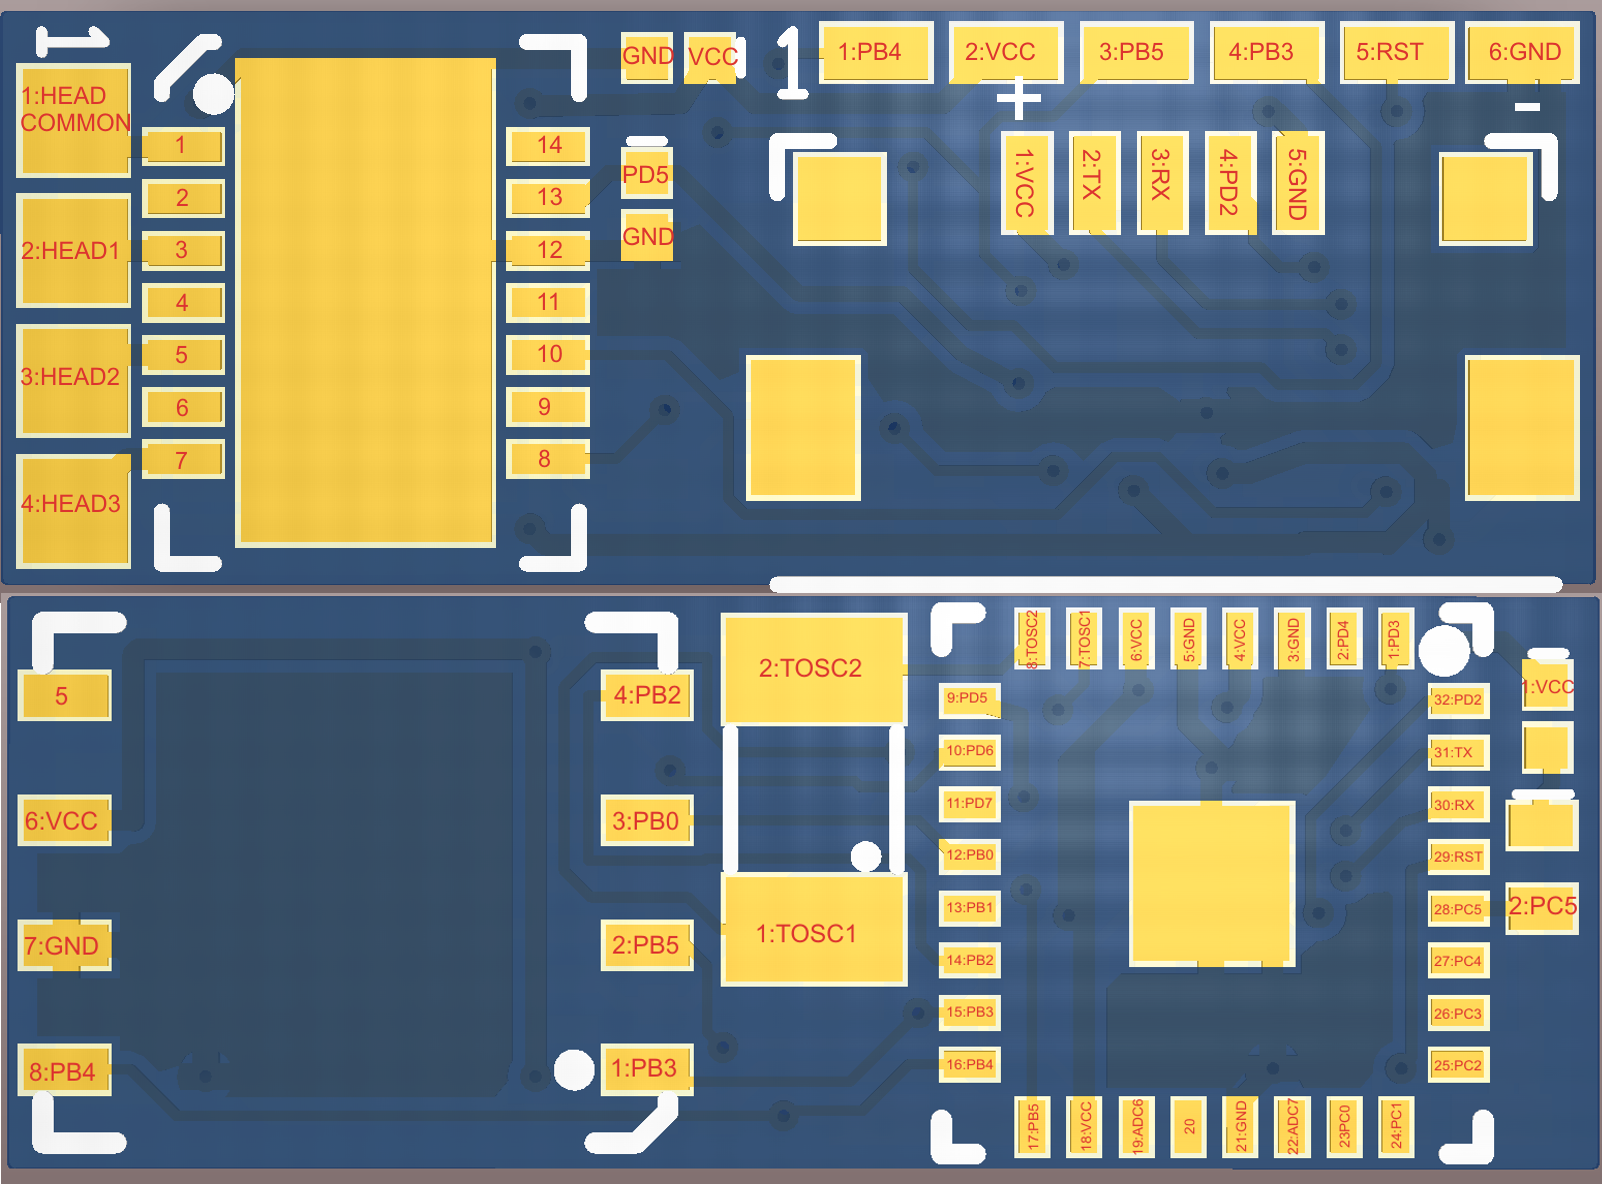 1
1:HEAD
COMMON
2:HEAD1
3:HEAD2
4:HEAD3
1
2
3
4
5
6
7
14
13
12
11
10
9
8
GND
VCC
PD5
GND
1
1:PB4
2:VCC
3:PB5
4:PB3
5:RST
6:GND
+
-
1:VCC
2:TX
3:RX
4:PD2
5:GND
5
6:VCC
7:GND
8:PB4
4:PB2
3:PB0
2:PB5
1:PB3
2:TOSC2
1:TOSC1
8:TOSC2
7:TOSC1
6:VCC
5:GND
4:VCC
3:GND
2:PD4
1:PD3
9:PD5
10:PD6
11:PD7
12:PB0
13:PB1
14:PB2
15:PB3
16:PB4
17:PB5
18:VCC
19:ADC6
20
21:GND
22:ADC7
23PC0
24:PC1
32:PD2
31:TX
30:RX
29:RST
28:PC5
27:PC4
26:PC3
25:PC2
1:VCC
2:PC5